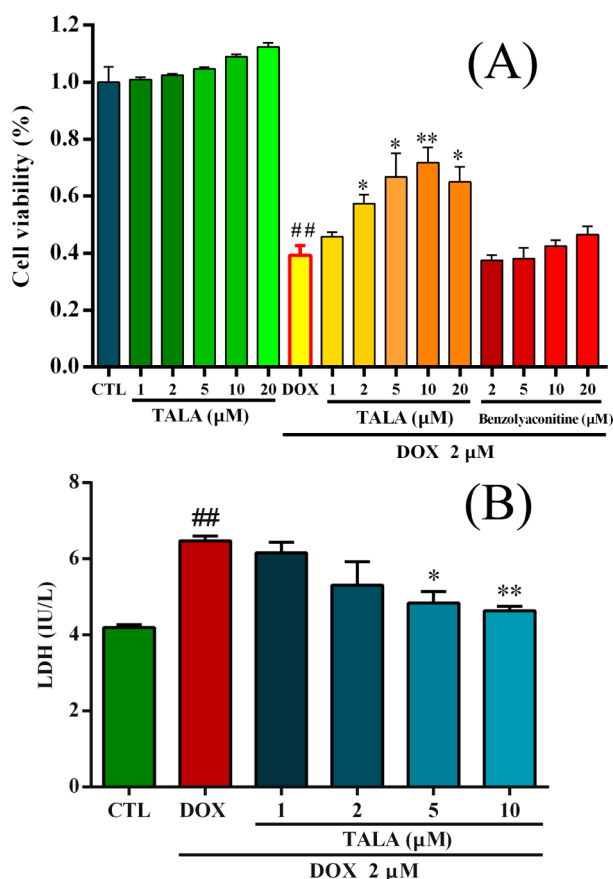 (A)
Cell viability (%)
1.2
1.0
0.8
0.6
0.4
0.2
0.0
##
*
*
**
*
CTL 1 2 5 10 20 DOX 1 2 5 10 20 2 5 10 20
TALA (μM) TALA (μM) Benzolyaconitine (μM)
DOX 2 μM
(B)
LDH (IU/L)
8
6
4
2
0
##
*
**
CTL DOX 1 2 5 10
TALA (μM)
DOX 2 μM